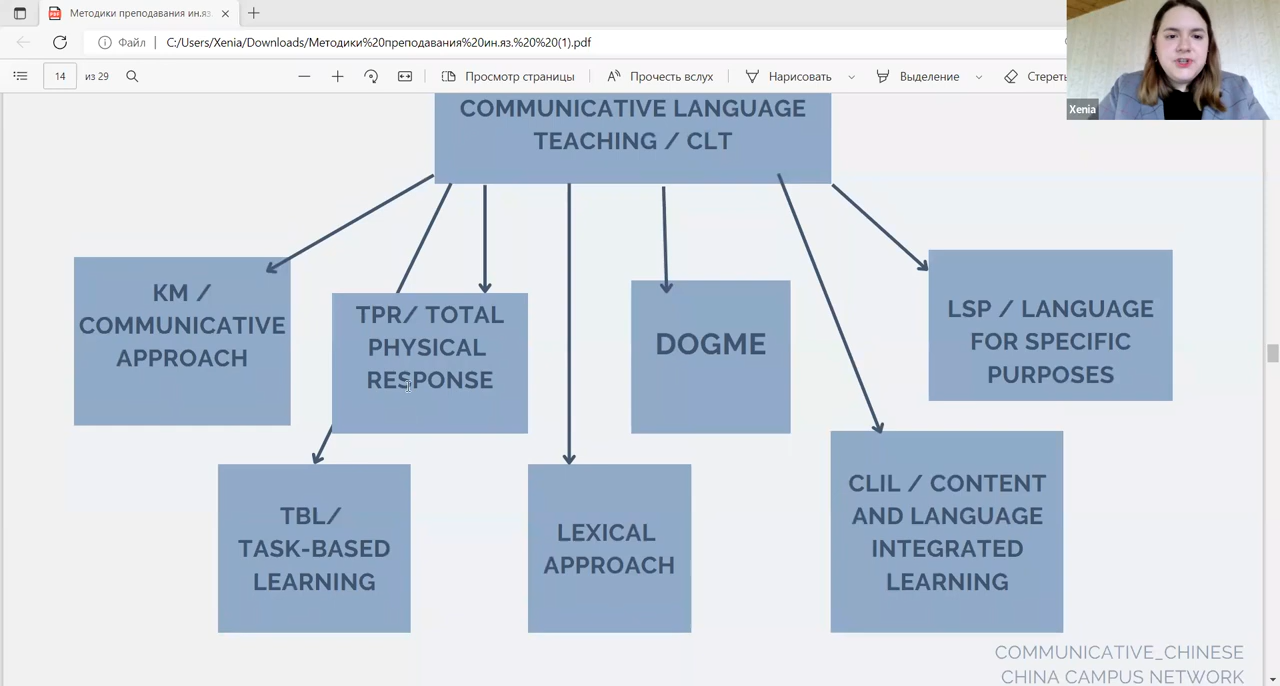 Методики преподавания ин.яз.
Файл
C:/Users/Xenia/Downloads/Методики%20преподавания%20ин.яз.%20%20(1).pdf
14
из 29
Просмотр страницы
Прочесть вслух
Нарисовать
Выделение
Стереть
Xenia
COMMUNICATIVE LANGUAGE
TEACHING / CLT
KM /
COMMUNICATIVE
APPROACH
TPR/ TOTAL
PHYSICAL
RESPONSE
DOGME
LSP / LANGUAGE
FOR SPECIFIC
PURPOSES
TBL/
TASK-BASED
LEARNING
LEXICAL
APPROACH
CLIL / CONTENT
AND LANGUAGE
INTEGRATED
LEARNING
COMMUNICATIVE_CHINESE
CHINA CAMPUS NETWORK